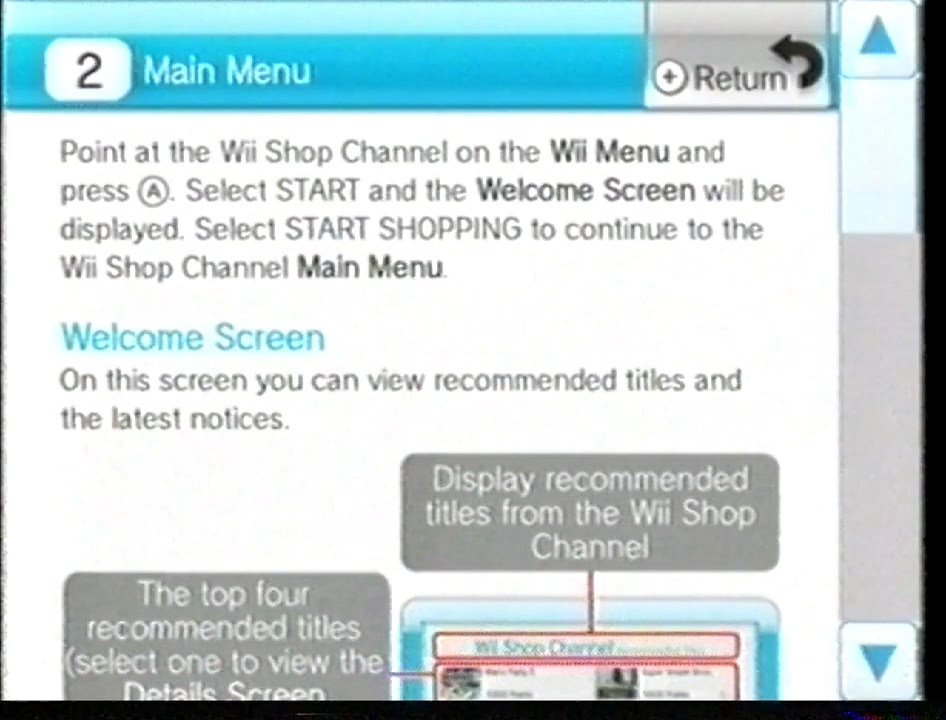 2 Main Menu
Return
Point at the Wii Shop Channel on the Wii Menu and
press Ⓐ. Select START and the Welcome Screen will be
displayed. Select START SHOPPING to continue to the
Wii Shop Channel Main Menu.
Welcome Screen
On this screen you can view recommended titles and
the latest notices.
Display recommended
titles from the Wii Shop
Channel
The top four
recommended titles
(select one to view the
Details Screen
Wii Shop Channel